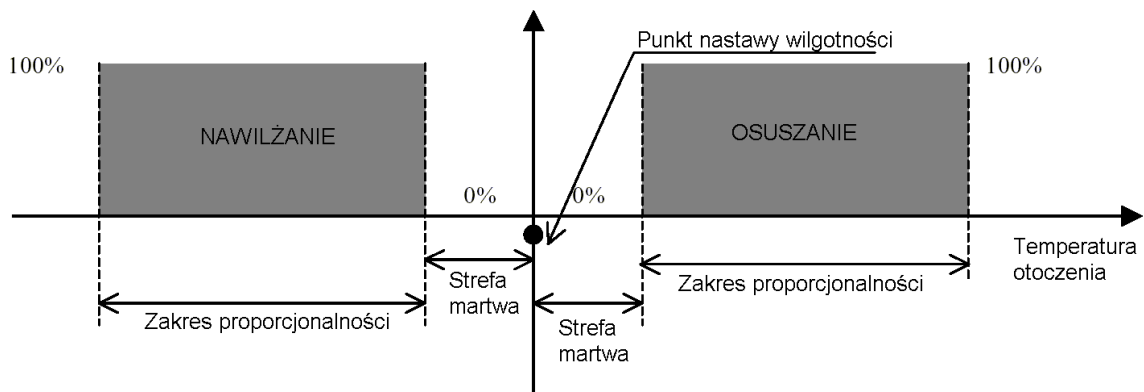 Punkt nastawy wilgotności
100%
100%
NAWILŻANIE
OSUSZANIE
0%
0%
Temperatura
otoczenia
Strefa
martwa
Zakres proporcjonalności
Zakres proporcjonalności
Strefa
martwa